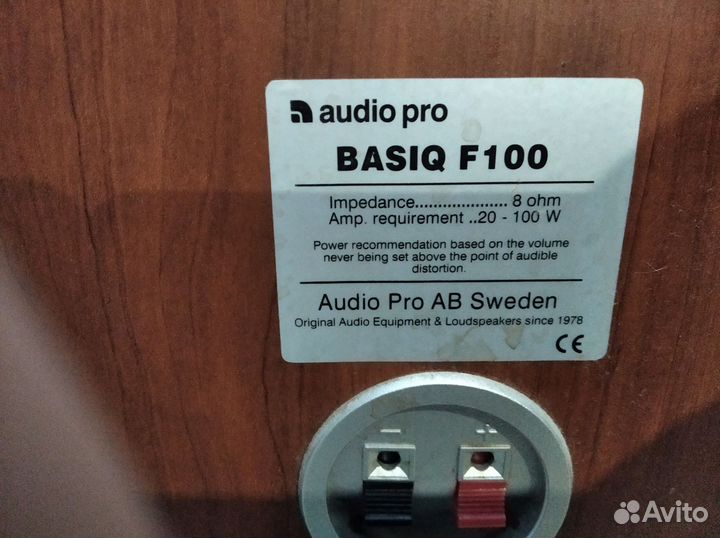 audio pro
BASIQ F100
Impedance.................... 8 ohm
Amp. requirement ..20 - 100 W
Power recommendation based on the volume
never being set above the point of audible
distortion.
Audio Pro AB Sweden
Original Audio Equipment & Loudspeakers since 1978
CE
- +
Avito